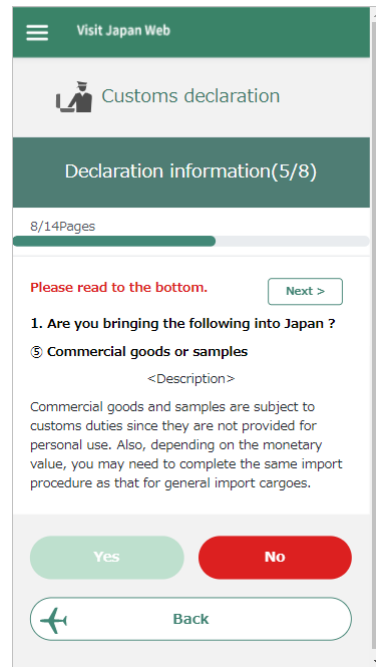 Visit Japan Web
Customs declaration
Declaration information(5/8)
8/14Pages
Please read to the bottom.
Next >
1. Are you bringing the following into Japan ?
⑤ Commercial goods or samples
<Description>
Commercial goods and samples are subject to
customs duties since they are not provided for
personal use. Also, depending on the monetary
value, you may need to complete the same import
procedure as that for general import cargoes.
Yes
No
Back